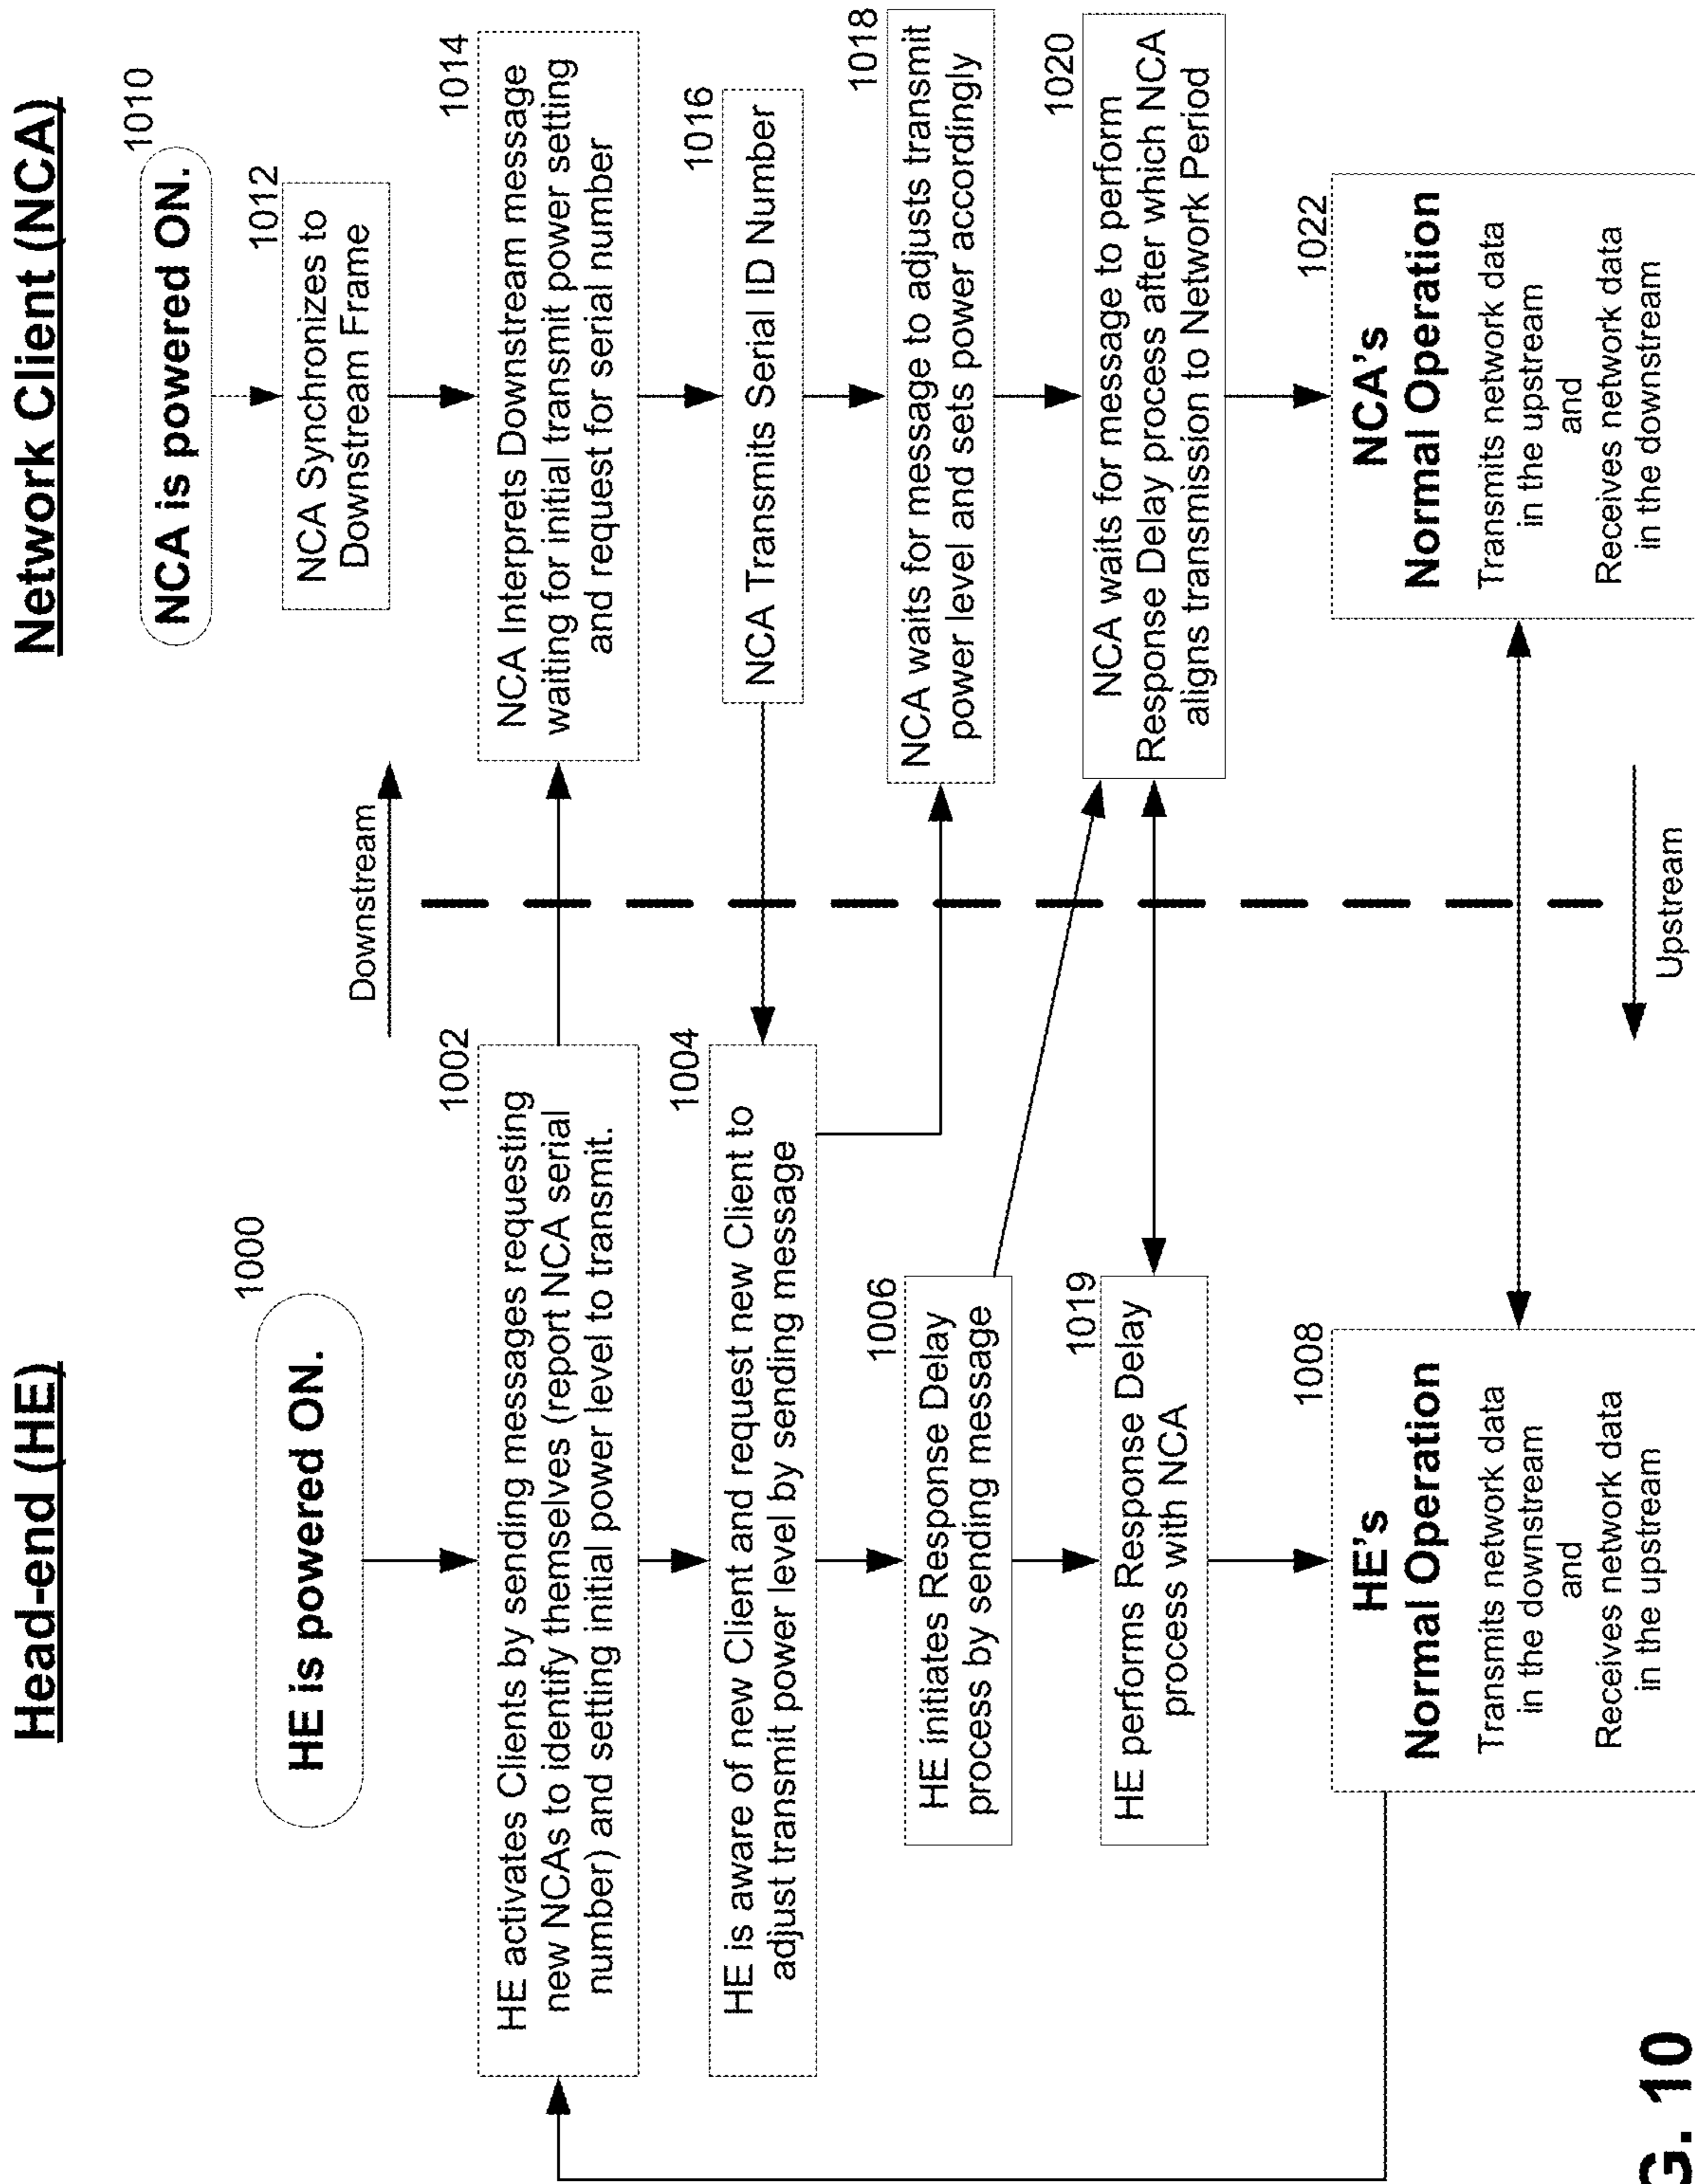 Head-end (HE)
Network Client (NCA)
1000
HE is powered ON.
1002
HE activates Clients by sending messages requesting
new NCAs to identify themselves (report NCA serial
number) and setting initial power level to transmit.
1004
HE is aware of new Client and request new Client to
adjust transmit power level by sending message
1006
HE initiates Response Delay
process by sending message
1019
HE performs Response Delay
process with NCA
1008
HE's
Normal Operation
Transmits network data
in the downstream
and
Receives network data
in the upstream
Downstream
Upstream
1010
NCA is powered ON.
1012
NCA Synchronizes to
Downstream Frame
1014
NCA Interprets Downstream message
waiting for initial transmit power setting
and request for serial number
1016
NCA Transmits Serial ID Number
1018
NCA waits for message to adjusts transmit
power level and sets power accordingly
1020
NCA waits for message to perform
Response Delay process after which NCA
aligns transmission to Network Period
1022
NCA's
Normal Operation
Transmits network data
in the upstream
and
Receives network data
in the downstream
G. 10